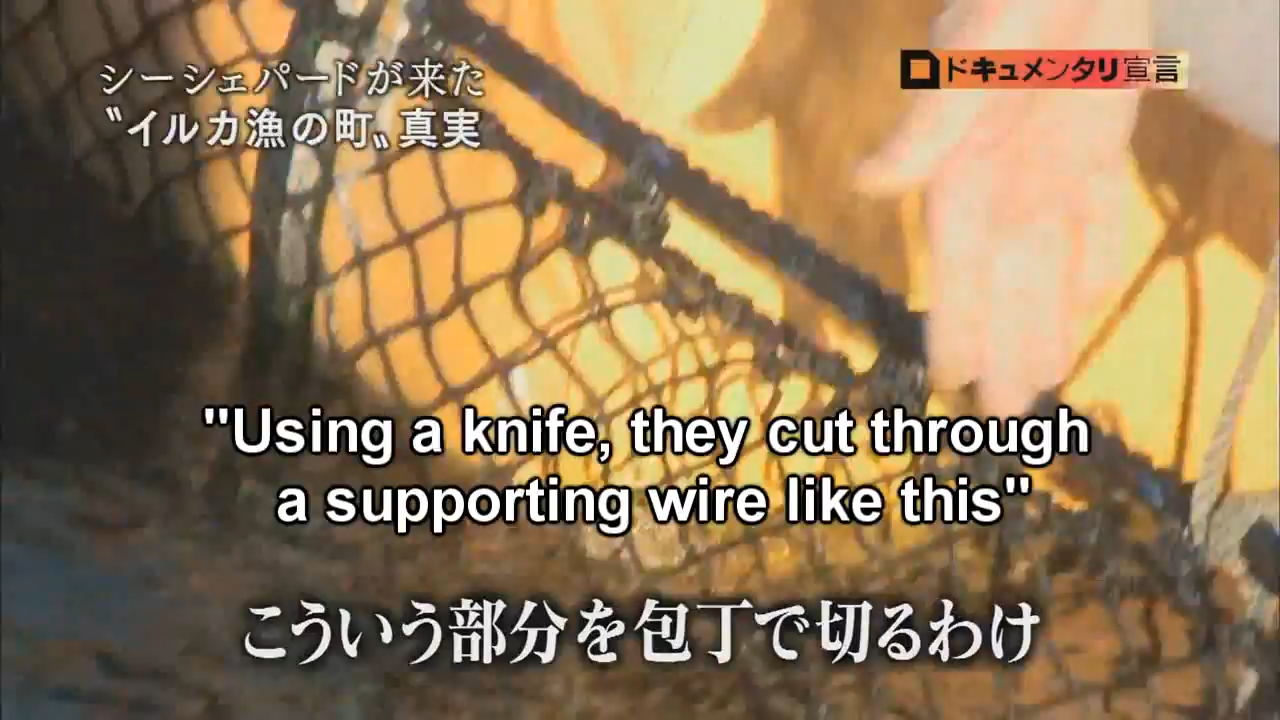 シーシェパードが来た
〝イルカ漁の町〟真実
ドキュメンタリ宣言
"Using a knife, they cut through
a supporting wire like this"
こういう部分を包丁で切るわけ